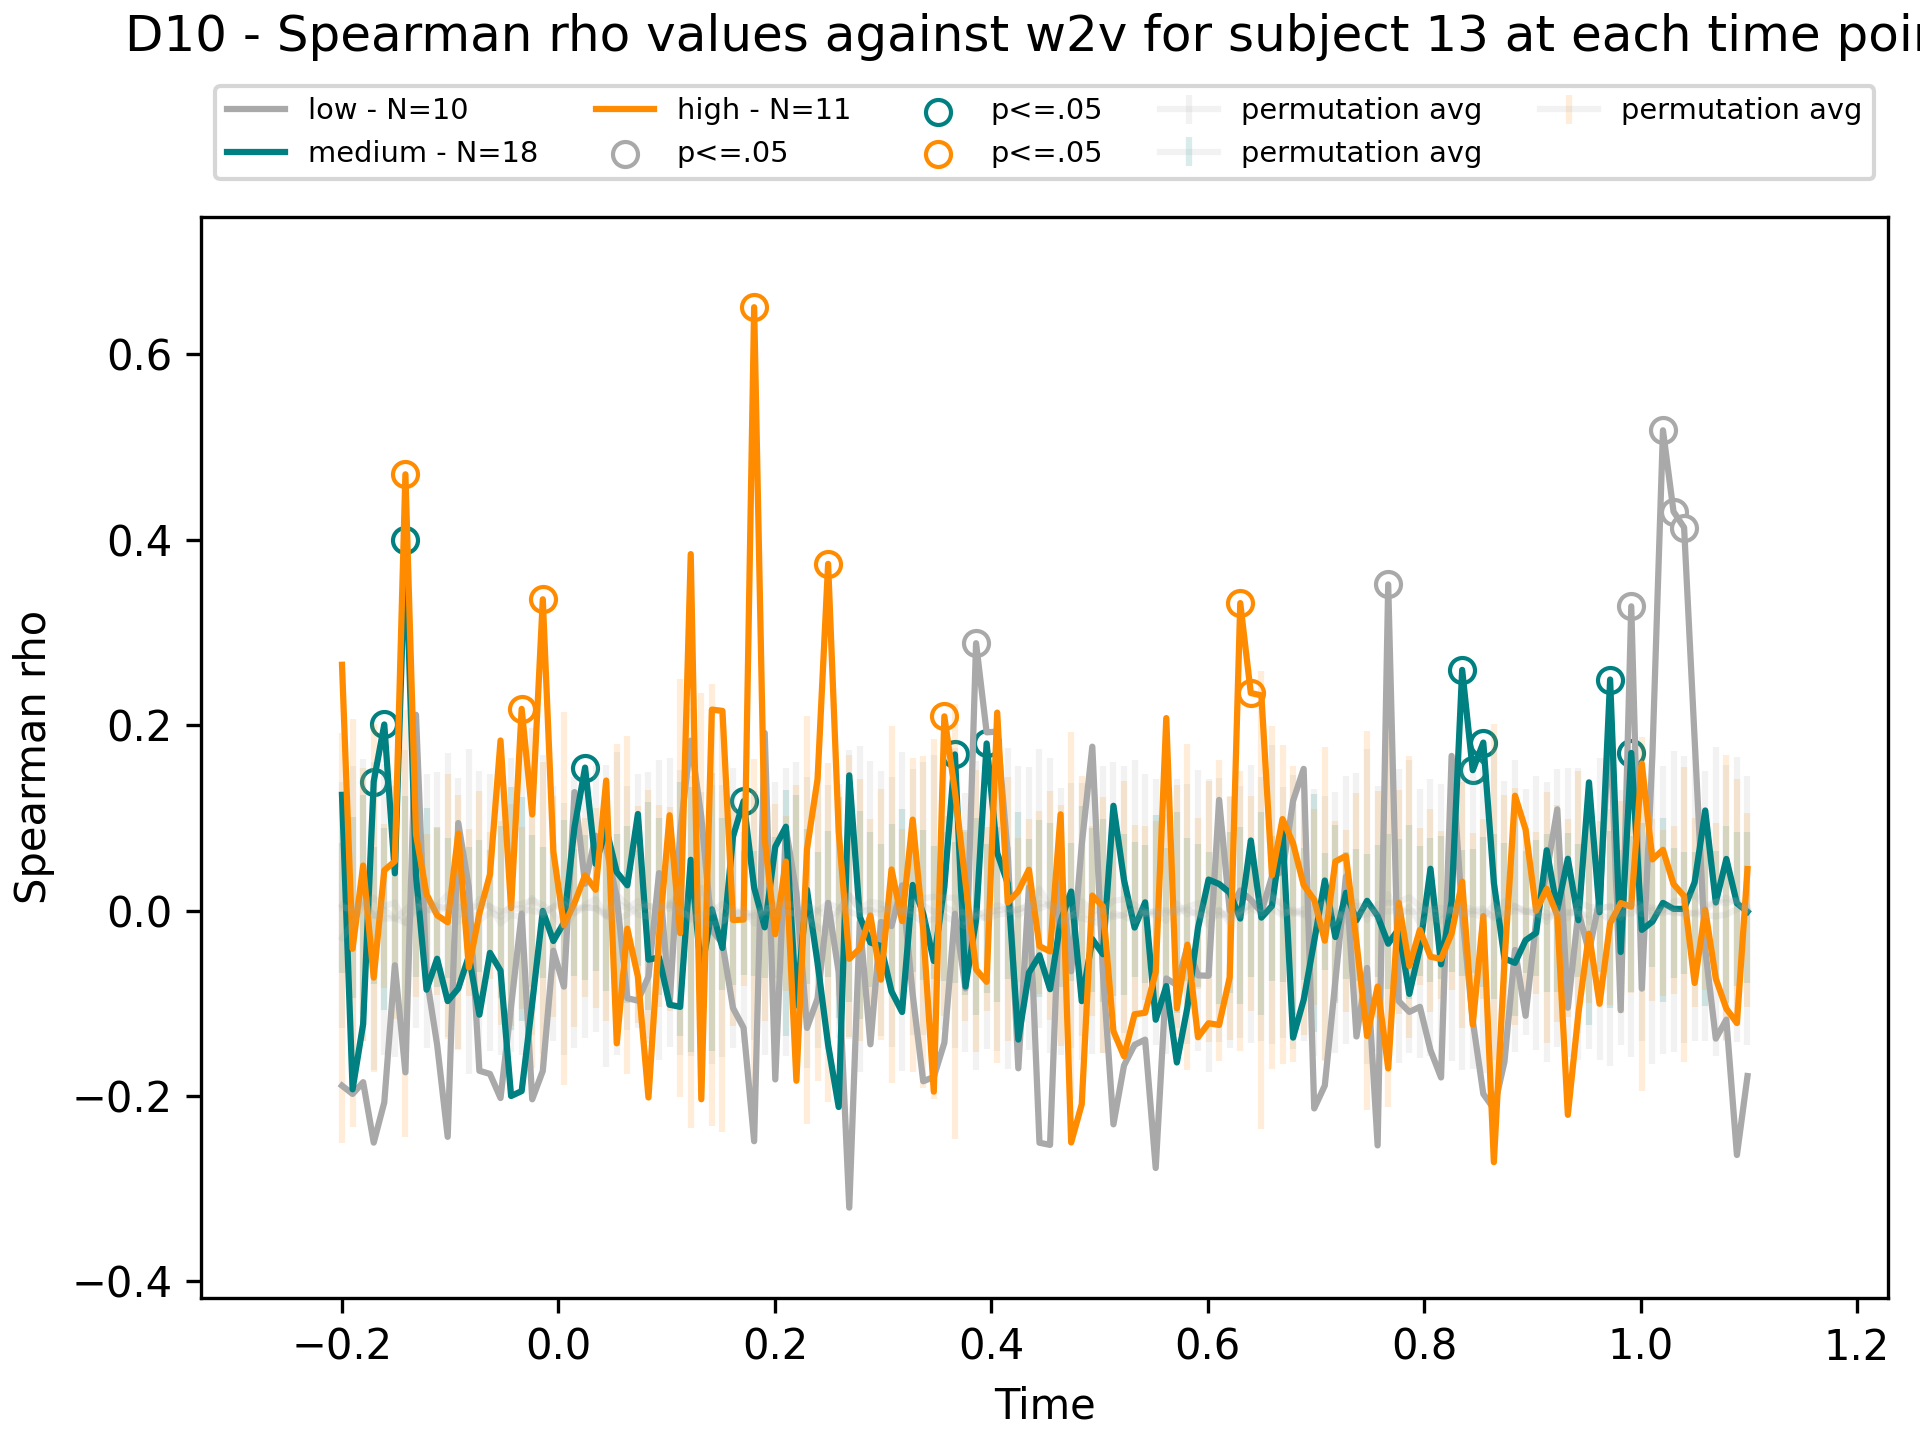 D10 - Spearman rho values against w2v for subject 13 at each time poi
low - N=10 high - N=11 p<=.05 permutation avg permutation avg
medium - N=18 p<=.05 p<=.05 permutation avg
Spearman rho
0.6
0.4
0.2
0.0
−0.2
−0.4
−0.2 0.0 0.2 0.4 0.6 0.8 1.0 1.2
Time